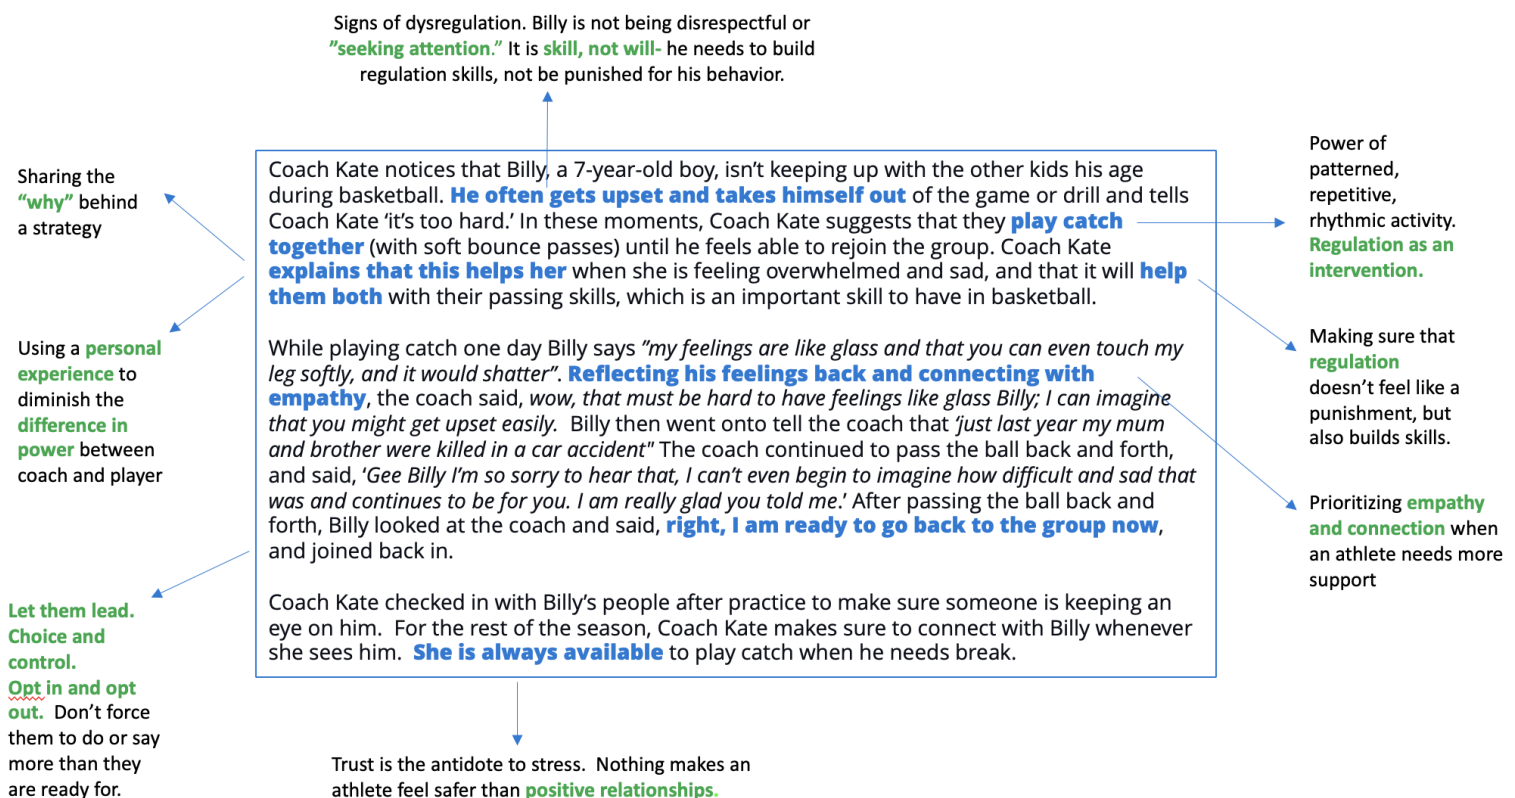 Signs of dysregulation. Billy is not being disrespectful or
”seeking attention.” It is skill, not will- he needs to build
regulation skills, not be punished for his behavior.
Sharing the
“why” behind
a strategy
Using a personal
experience to
diminish the
difference in
power between
coach and player
Let them lead.
Choice and
control.
Opt in and opt
out.  Don’t force
them to do or say
more than they
are ready for.
Coach Kate notices that Billy, a 7-year-old boy, isn’t keeping up with the other kids his age
during basketball. He often gets upset and takes himself out of the game or drill and tells
Coach Kate ‘it’s too hard.’ In these moments, Coach Kate suggests that they play catch
together (with soft bounce passes) until he feels able to rejoin the group. Coach Kate
explains that this helps her when she is feeling overwhelmed and sad, and that it will help
them both with their passing skills, which is an important skill to have in basketball.
While playing catch one day Billy says ”my feelings are like glass and that you can even touch my
leg softly, and it would shatter”. Reflecting his feelings back and connecting with
empathy, the coach said, wow, that must be hard to have feelings like glass Billy; I can imagine
that you might get upset easily.  Billy then went onto tell the coach that ‘just last year my mum
and brother were killed in a car accident" The coach continued to pass the ball back and forth,
and said, ‘Gee Billy I’m so sorry to hear that, I can’t even begin to imagine how difficult and sad that
was and continues to be for you. I am really glad you told me.’ After passing the ball back and
forth, Billy looked at the coach and said, right, I am ready to go back to the group now,
and joined back in.
Coach Kate checked in with Billy’s people after practice to make sure someone is keeping an
eye on him.  For the rest of the season, Coach Kate makes sure to connect with Billy whenever
she sees him.  She is always available to play catch when he needs break.
Power of
patterned,
repetitive,
rhythmic activity.
Regulation as an
intervention.
Making sure that
regulation
doesn’t feel like a
punishment, but
also builds skills.
Prioritizing empathy
and connection when
an athlete needs more
support
Trust is the antidote to stress.  Nothing makes an
athlete feel safer than positive relationships.